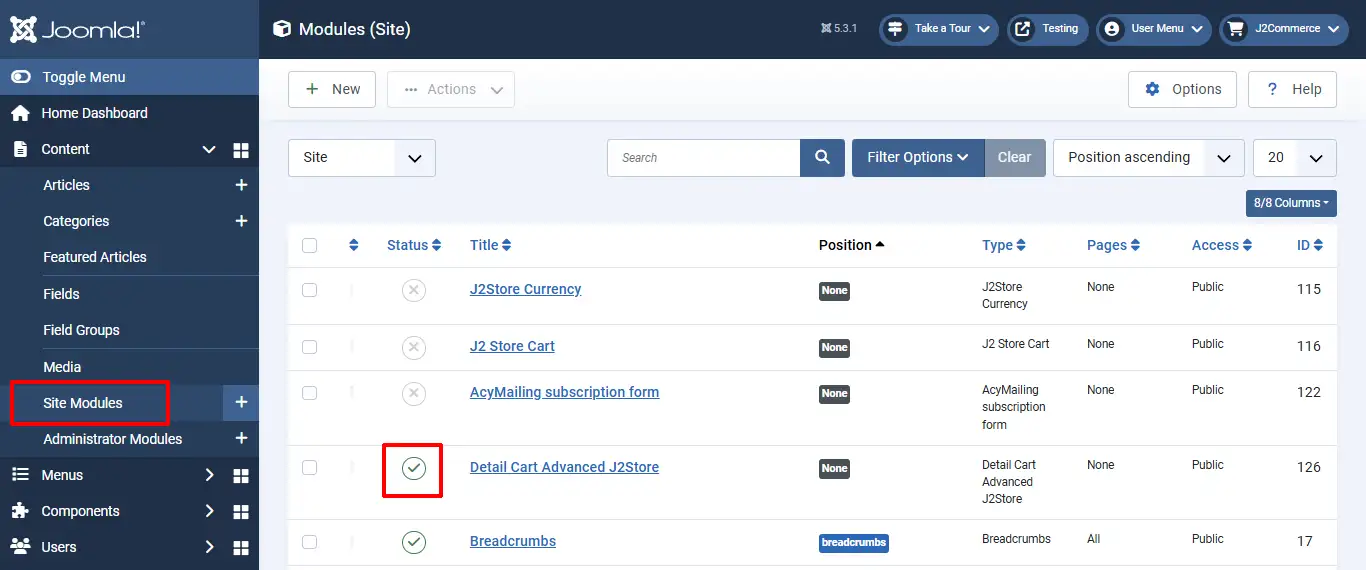 Joomla!
Modules (Site)
5.3.1
Take a Tour
Testing
User Menu
J2Commerce
Toggle Menu
Home Dashboard
Content
Articles
Categories
Featured Articles
Fields
Field Groups
Media
Site Modules
Administrator Modules
Menus
Components
Users
+ New
... Actions
Options
? Help
Site
Search
Filter Options
Clear
Position ascending
20
8/8 Columns
Status Title Position Type Pages Access ID
J2Store Currency None J2Store Currency None Public 115
J2 Store Cart None J2 Store Cart None Public 116
AcyMailing subscription form None AcyMailing subscription form None Public 122
Detail Cart Advanced J2Store None Detail Cart Advanced J2Store None Public 126
Breadcrumbs breadcrumbs Breadcrumbs All Public 17